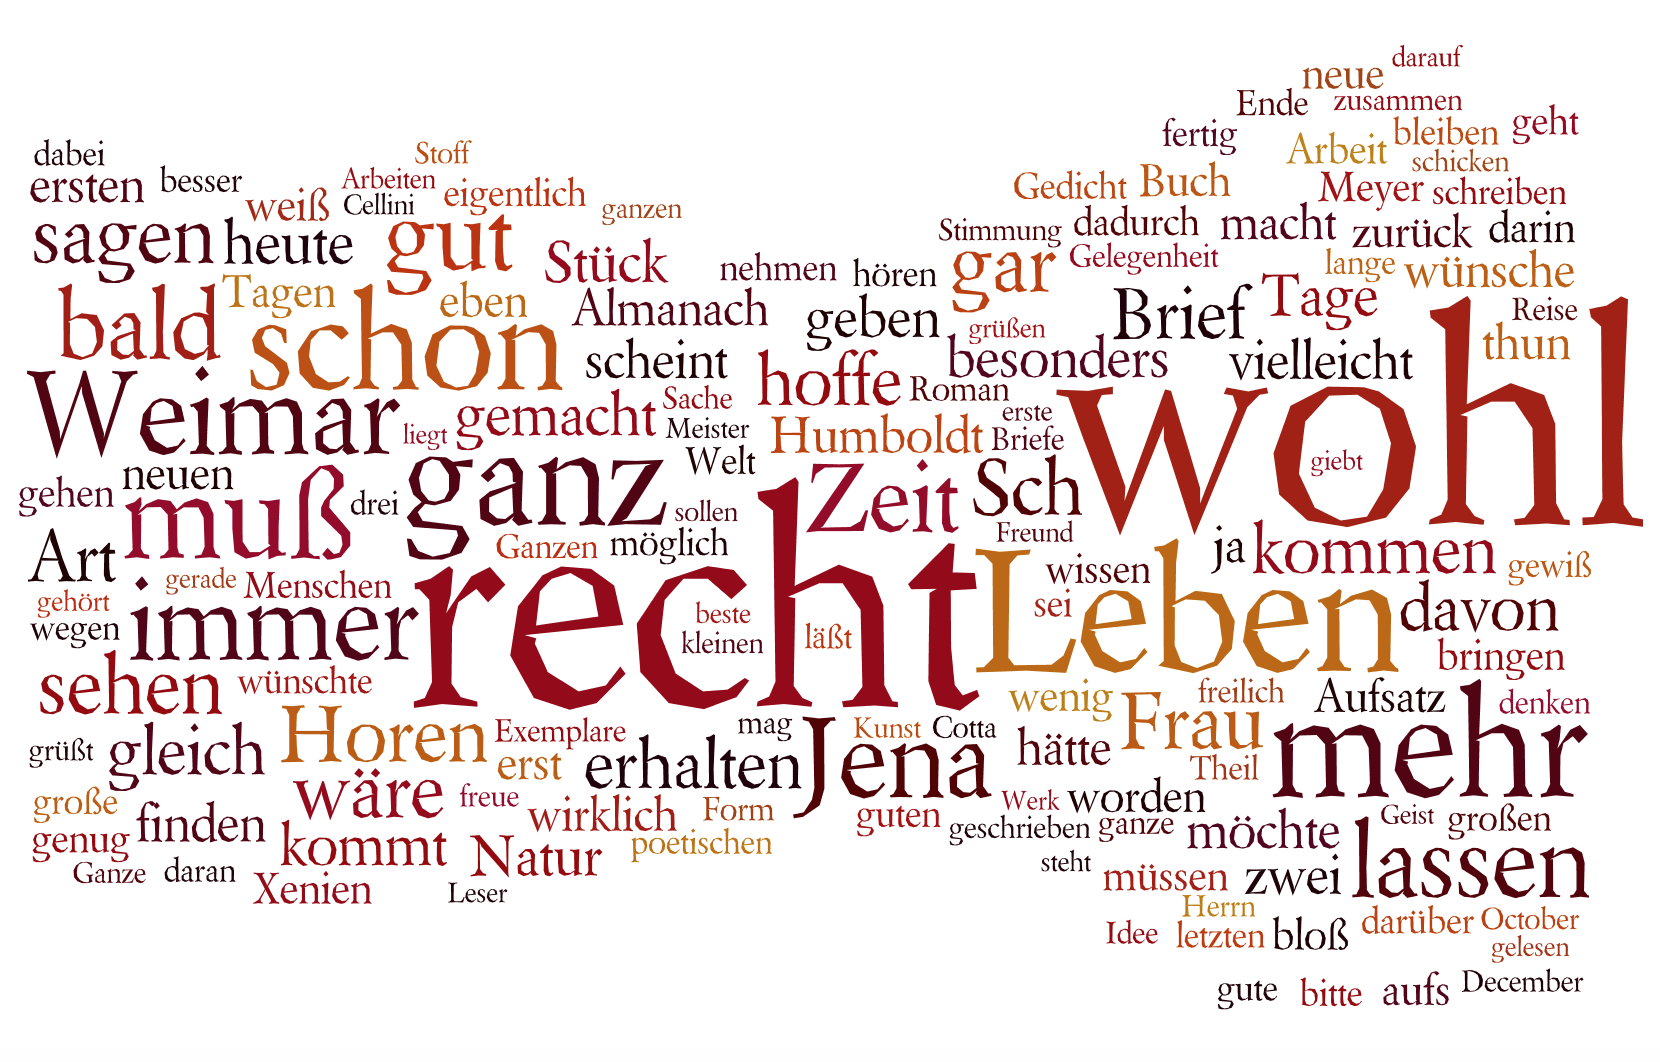 darauf
neue
Ende zusammen
fertig Arbeit bleiben geht
schicken
dabei Stoff
ersten besser Arbeiten eigentlich Gedicht Buch Meyer schreiben
weiß Cellini ganzen
sagen heute gut Stimmung dadurch macht zurück darin
Stück nehmen hören gar Gelegenheit lange wünsche
bald Tagen schon eben Almanach geben grüßen Brief Tage Reise
scheint besonders vielleicht thun
Weimar hoffe Roman wohl
liegt gemacht Sache Meister Humboldt erste Briefe
gehen neuen Welt giebt
muß drei ganz sollen Zeit Sch
Ganzen möglich Freund
Art ja kommen gewiß
gehört gerade Menschen recht wissen
wegen immer beste kleinen läßt Leben sei davon
bringen
sehen wünschte wenig freilich Aufsatz denken
grüßt gleich Horen Exemplare mag Kunst Cotta Frau mehr
erst erhalten Jena hätte Theil
große wäre freue wirklich Form guten Werk worden
genug finden kommt poetischen geschrieben ganze möchte Geist großen
Ganze daran Natur steht
Xenien Leser müssen zwei lassen
Herrn
Idee letzten bloß darüber October
gelesen
gute bitte aufs December